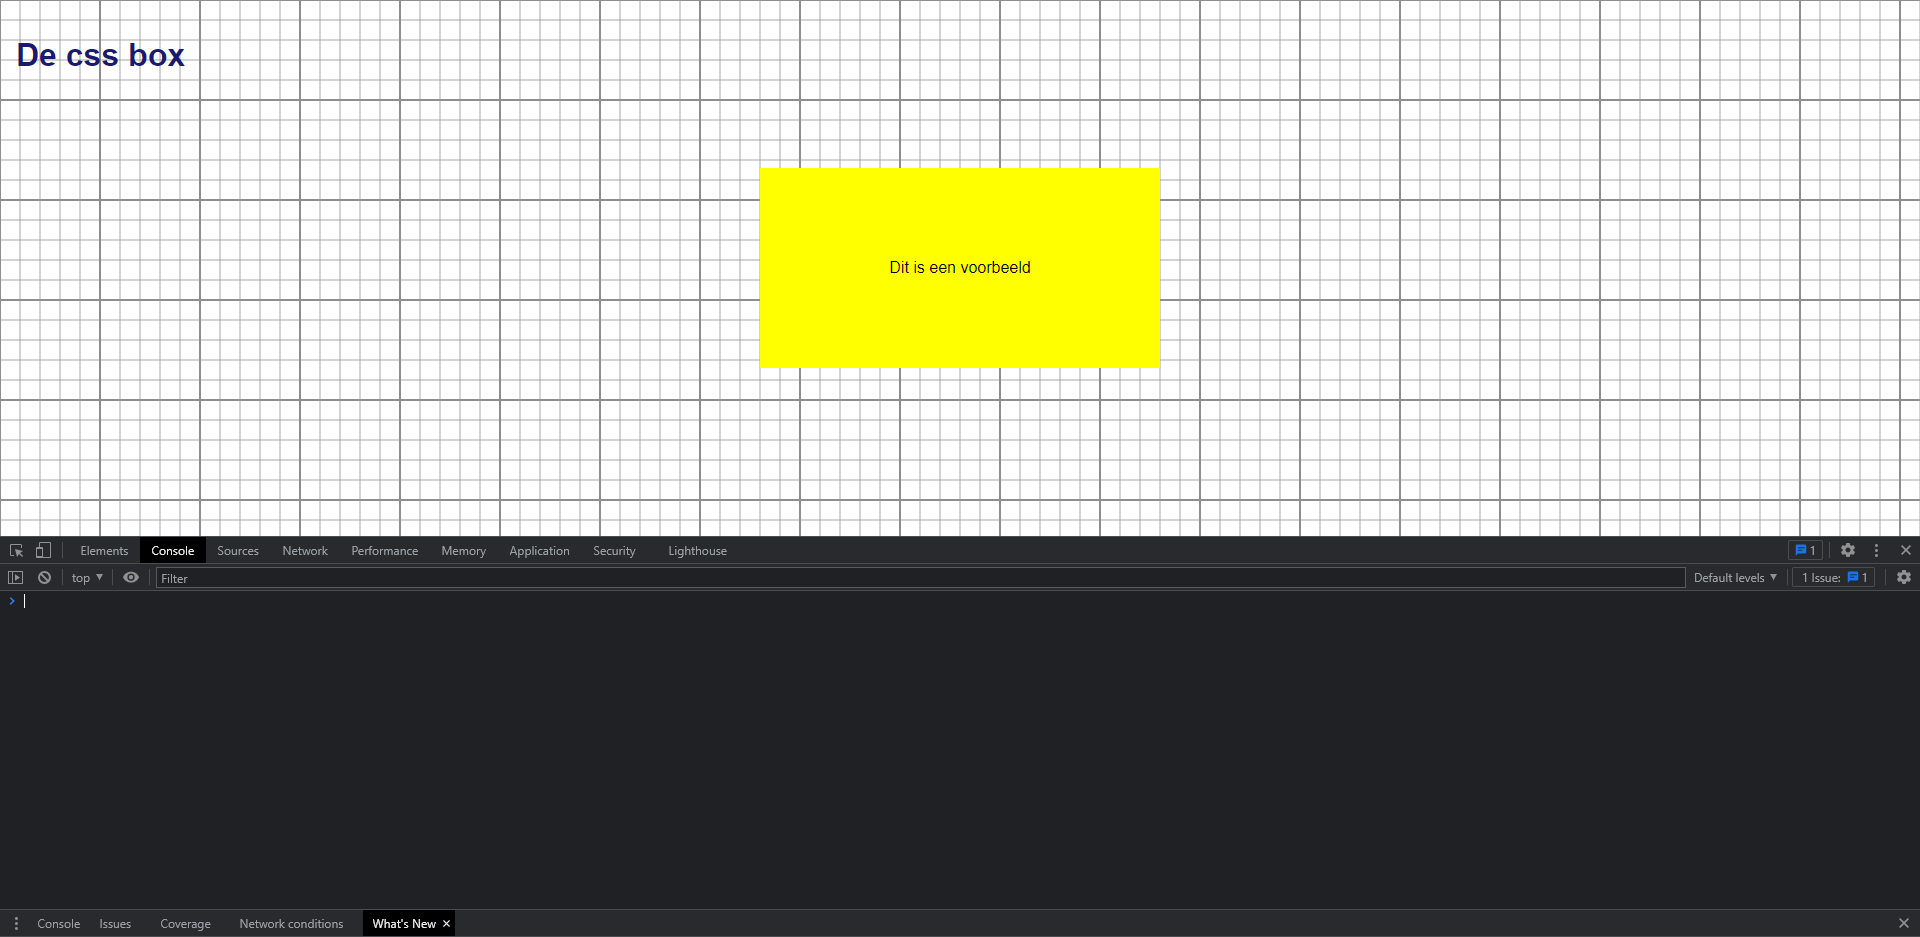 De css box
Dit is een voorbeeld
Elements Console Sources Network Performance Memory Application Security Lighthouse 1
top Filter Default levels 1 Issue: 1
Console Issues Coverage Network conditions What's New